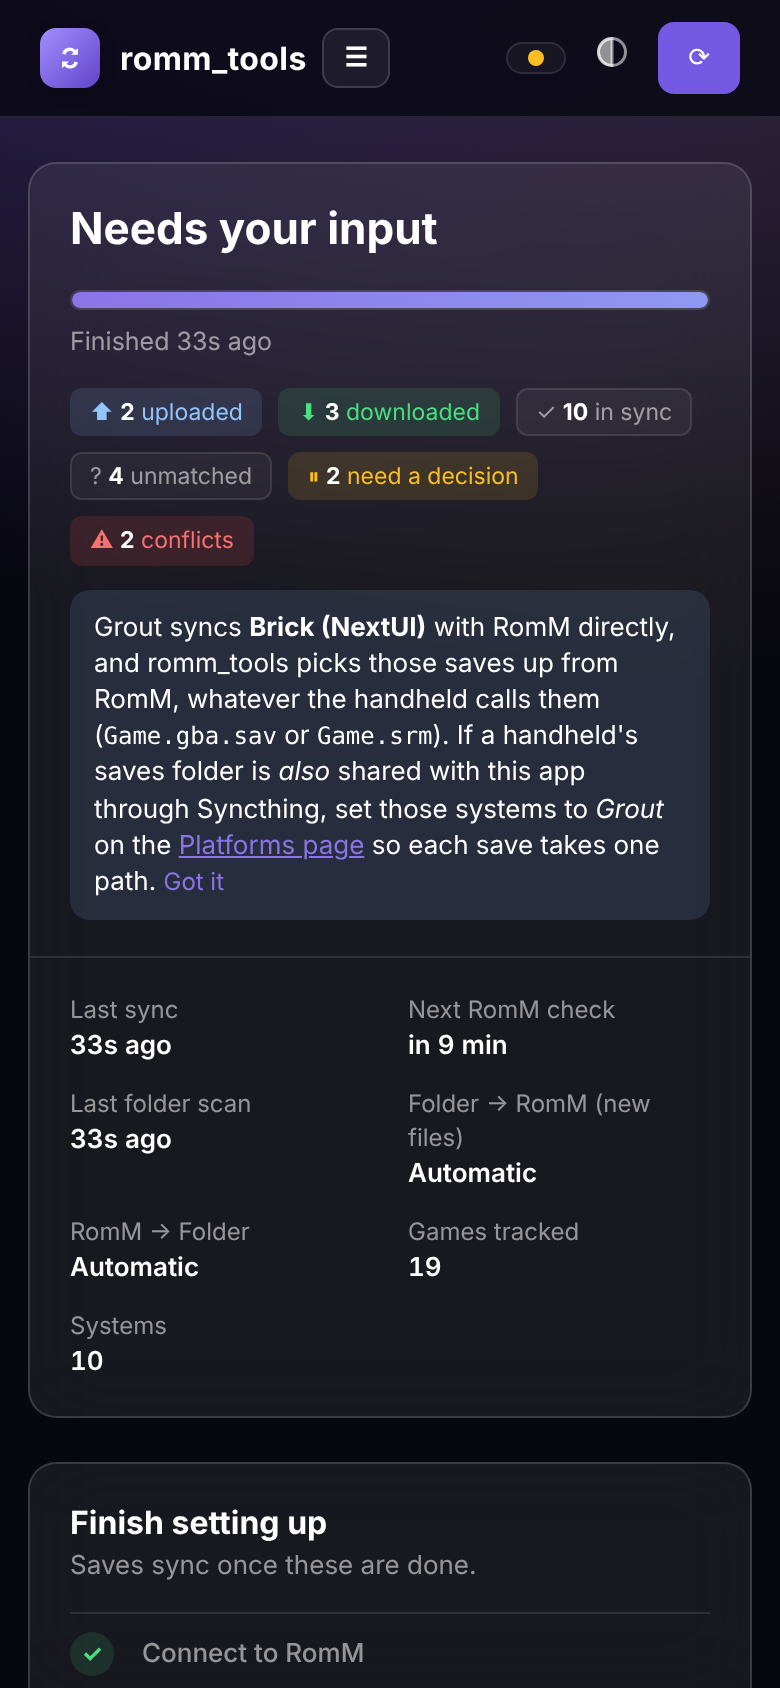 romm_tools
Needs your input
Finished 33s ago
⬆ 2 uploaded
⬇ 3 downloaded
✓ 10 in sync
? 4 unmatched
⏸ 2 need a decision
⚠ 2 conflicts
Grout syncs Brick (NextUI) with RomM directly,
and romm_tools picks those saves up from
RomM, whatever the handheld calls them
(Game.gba.sav or Game.srm). If a handheld's
saves folder is also shared with this app
through Syncthing, set those systems to Grout
on the Platforms page so each save takes one
path. Got it
Last sync
33s ago
Next RomM check
in 9 min
Last folder scan
33s ago
Folder → RomM (new
files)
Automatic
RomM → Folder
Automatic
Games tracked
19
Systems
10
Finish setting up
Saves sync once these are done.
Connect to RomM